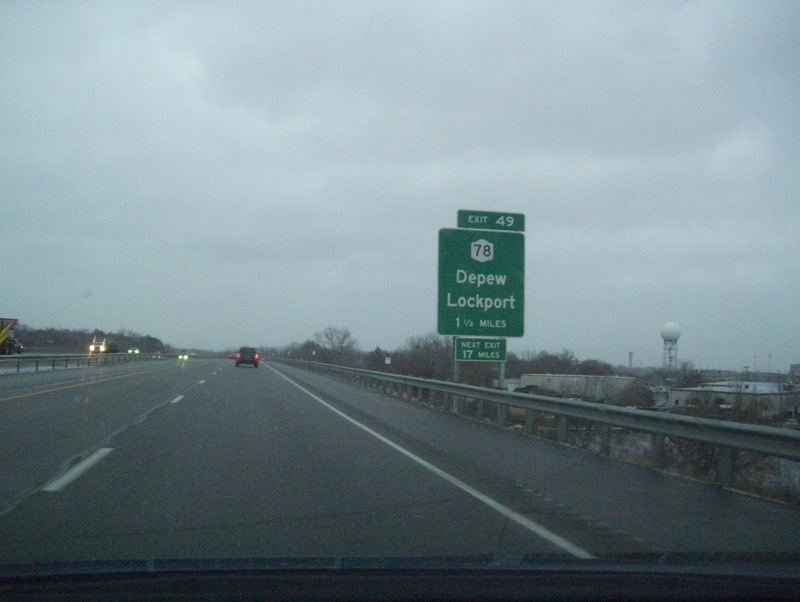 EXIT 49
78
Depew
Lockport
1 1/2 MILES
NEXT EXIT
17 MILES